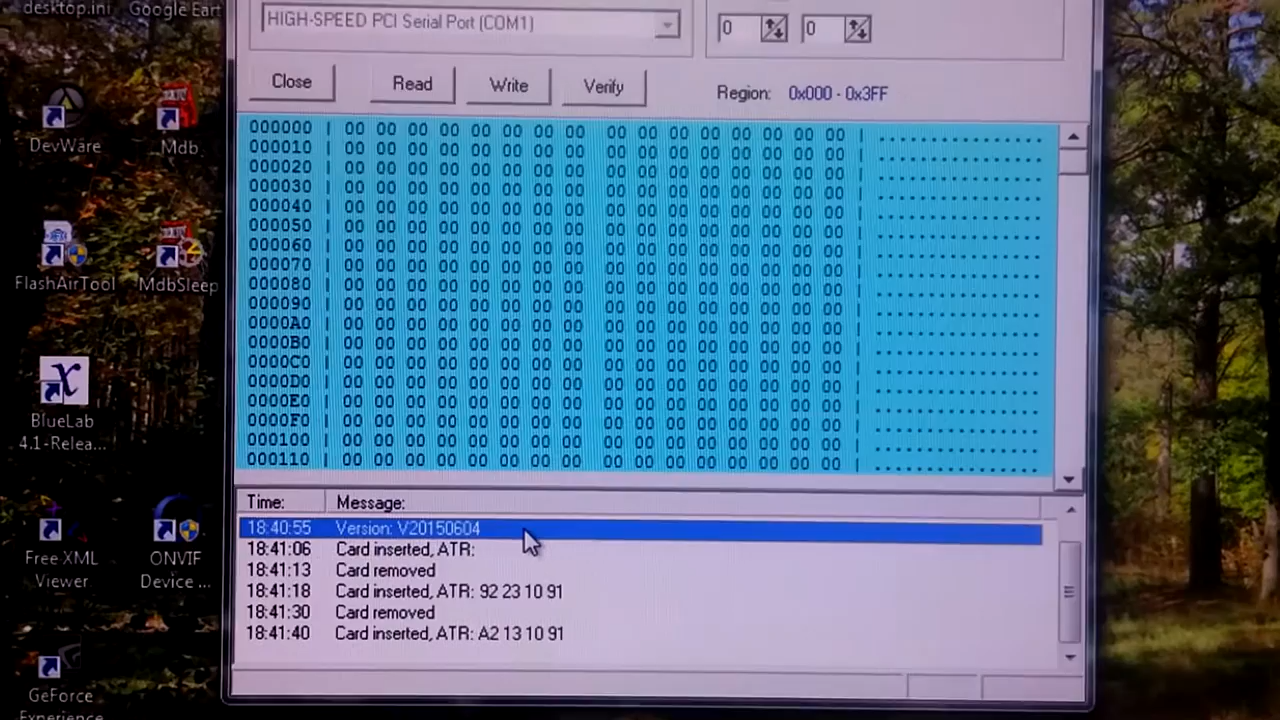 desktop.ini Google Eart
HIGH-SPEED PCI Serial Port (COM1)
0 0
Close Read Write Verify Region: 0x000 - 0x3FF
DevWare Mdb
FlashAirTool MdbSleep
BlueLab
4.1-Relea...
Free XML
Viewer
ONVIF
Device ...
GeForce
Experience
000000 | 00 00 00 00 00 00 00 00 00 00 00 00 00 00 00 00 | ................
000010 | 00 00 00 00 00 00 00 00 00 00 00 00 00 00 00 00 | ................
000020 | 00 00 00 00 00 00 00 00 00 00 00 00 00 00 00 00 | ................
000030 | 00 00 00 00 00 00 00 00 00 00 00 00 00 00 00 00 | ................
000040 | 00 00 00 00 00 00 00 00 00 00 00 00 00 00 00 00 | ................
000050 | 00 00 00 00 00 00 00 00 00 00 00 00 00 00 00 00 | ................
000060 | 00 00 00 00 00 00 00 00 00 00 00 00 00 00 00 00 | ................
000070 | 00 00 00 00 00 00 00 00 00 00 00 00 00 00 00 00 | ................
000080 | 00 00 00 00 00 00 00 00 00 00 00 00 00 00 00 00 | ................
000090 | 00 00 00 00 00 00 00 00 00 00 00 00 00 00 00 00 | ................
0000A0 | 00 00 00 00 00 00 00 00 00 00 00 00 00 00 00 00 | ................
0000B0 | 00 00 00 00 00 00 00 00 00 00 00 00 00 00 00 00 | ................
0000C0 | 00 00 00 00 00 00 00 00 00 00 00 00 00 00 00 00 | ................
0000D0 | 00 00 00 00 00 00 00 00 00 00 00 00 00 00 00 00 | ................
0000E0 | 00 00 00 00 00 00 00 00 00 00 00 00 00 00 00 00 | ................
0000F0 | 00 00 00 00 00 00 00 00 00 00 00 00 00 00 00 00 | ................
000100 | 00 00 00 00 00 00 00 00 00 00 00 00 00 00 00 00 | ................
000110 | 00 00 00 00 00 00 00 00 00 00 00 00 00 00 00 00 | ................
Time: Message:
18:40:55 Version: V20150604
18:41:06 Card inserted, ATR:
18:41:13 Card removed
18:41:18 Card inserted, ATR: 92 23 10 91
18:41:30 Card removed
18:41:40 Card inserted, ATR: A2 13 10 91